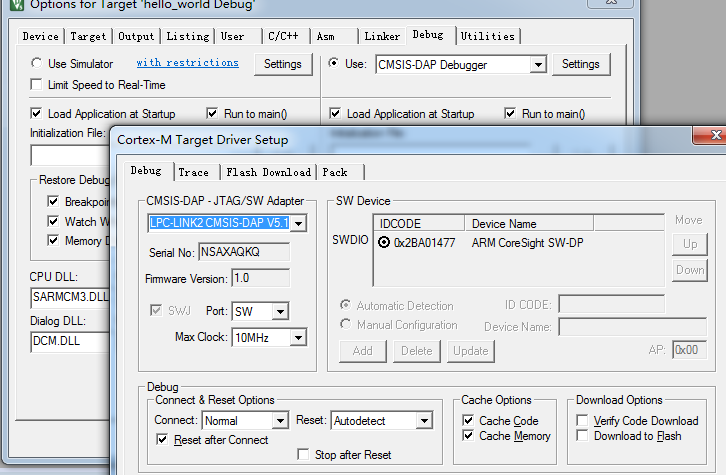 Options for Target 'hello_world Debug'
Device Target Output Listing User C/C++ Asm Linker Debug Utilities
Use Simulator with restrictions Settings Use: CMSIS-DAP Debugger Settings
Limit Speed to Real-Time
Load Application at Startup Run to main() Load Application at Startup Run to main()
Initialization File:
Restore Debug
Breakpoin
Watch W
Memory D
CPU DLL:
SARMCM3.DLL
Dialog DLL:
DCM.DLL
Cortex-M Target Driver Setup
Debug Trace Flash Download Pack
CMSIS-DAP - JTAG/SW Adapter
LPC-LINK2 CMSIS-DAP V5.1
Serial No: NSAXAQKQ
Firmware Version: 1.0
SWJ Port: SW
Max Clock: 10MHz
SW Device
IDCODE Device Name Move
SWDIO 0x2BA01477 ARM CoreSight SW-DP Up
Down
Automatic Detection ID CODE:
Manual Configuration Device Name:
Add Delete Update AP: 0x00
Debug
Connect & Reset Options
Connect: Normal Reset: Autodetect
Reset after Connect
Stop after Reset
Cache Options
Cache Code
Cache Memory
Download Options
Verify Code Download
Download to Flash